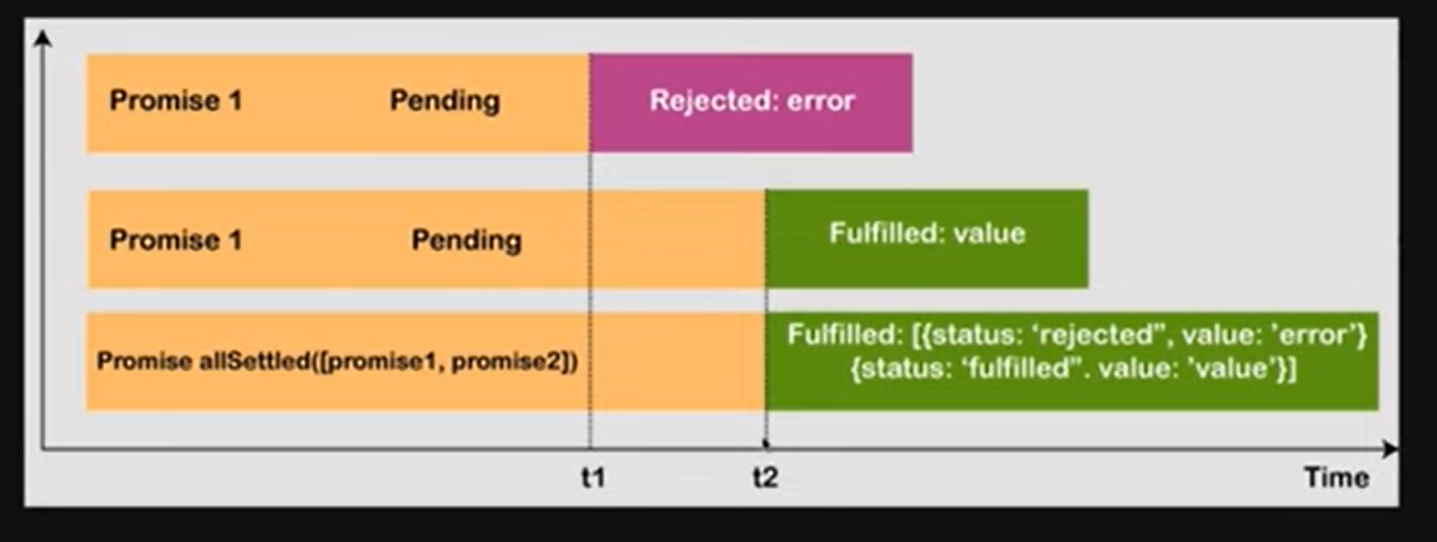 Promise 1 Pending Rejected: error
Promise 1 Pending Fulfilled: value
Promise allSettled([promise1, promise2])
Fulfilled: [{status: ‘rejected”, value: ’error’}
{status: ‘fulfilled”. value: ’value’}]
t1 t2 Time